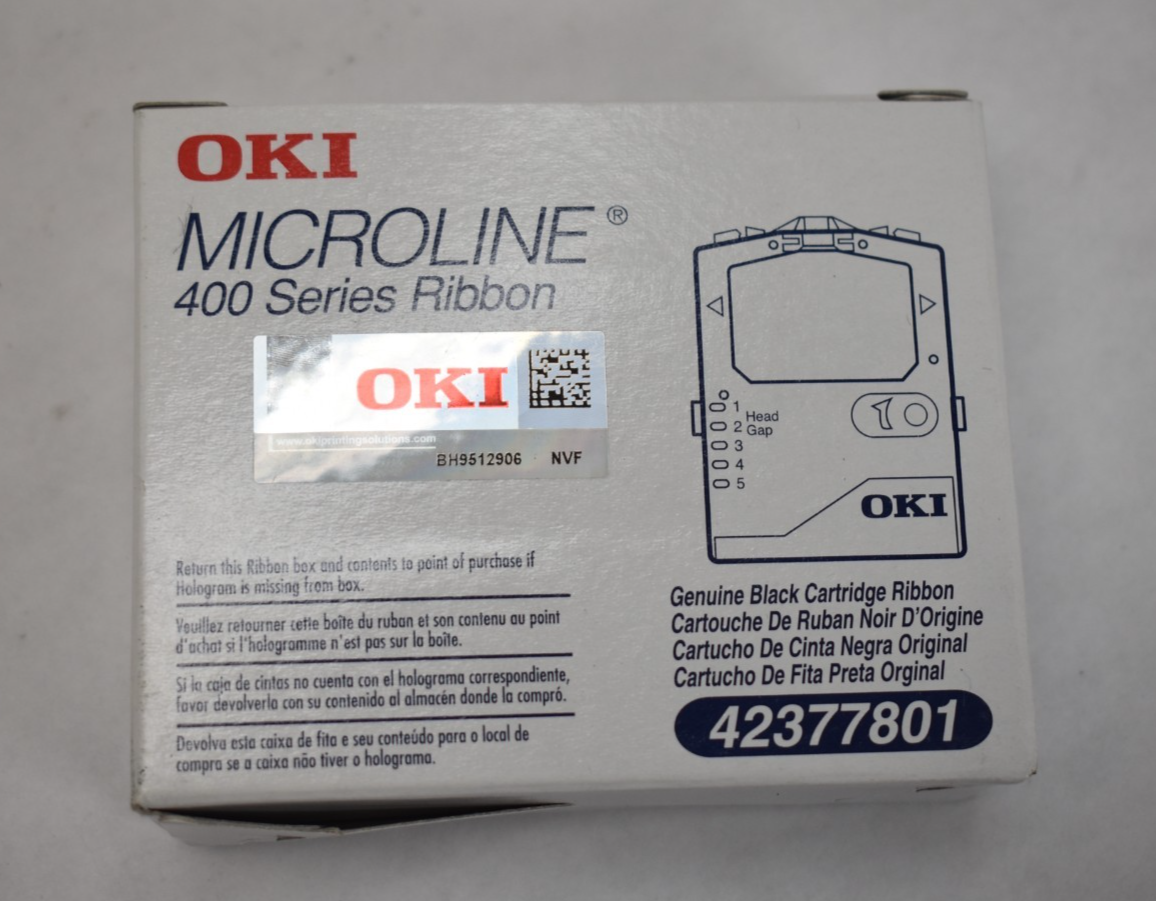 OKI
MICROLINE®
400 Series Ribbon
OKI
www.okiprintingsolutions.com
BH9512906 NVF
Return this Ribbon box and contents to point of purchase if
Hologram is missing from box.
Veuillez retourner cette boîte du ruban et son contenu au point
d'achat si l'hologramme n'est pas sur la boîte.
Si la caja de cintas no cuenta con el holograma correspondiente,
favor devolverla con su contenido al almacén donde la compró.
Devolva esta caixa de fita e seu conteúdo para o local de
compra se a caixa não tiver o holograma.
1
2
3
4
5
Head
Gap
OKI
Genuine Black Cartridge Ribbon
Cartouche De Ruban Noir D'Origine
Cartucho De Cinta Negra Original
Cartucho De Fita Preta Orginal
42377801